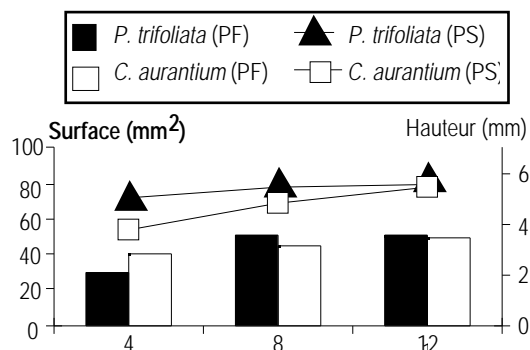 P. trifoliata (PF) P. trifoliata (PS)
C. aurantium (PF) C. aurantium (PS)
Surface (mm²) Hauteur (mm)
100
80 6
60 4
40
20 2
0 0
4 8 12